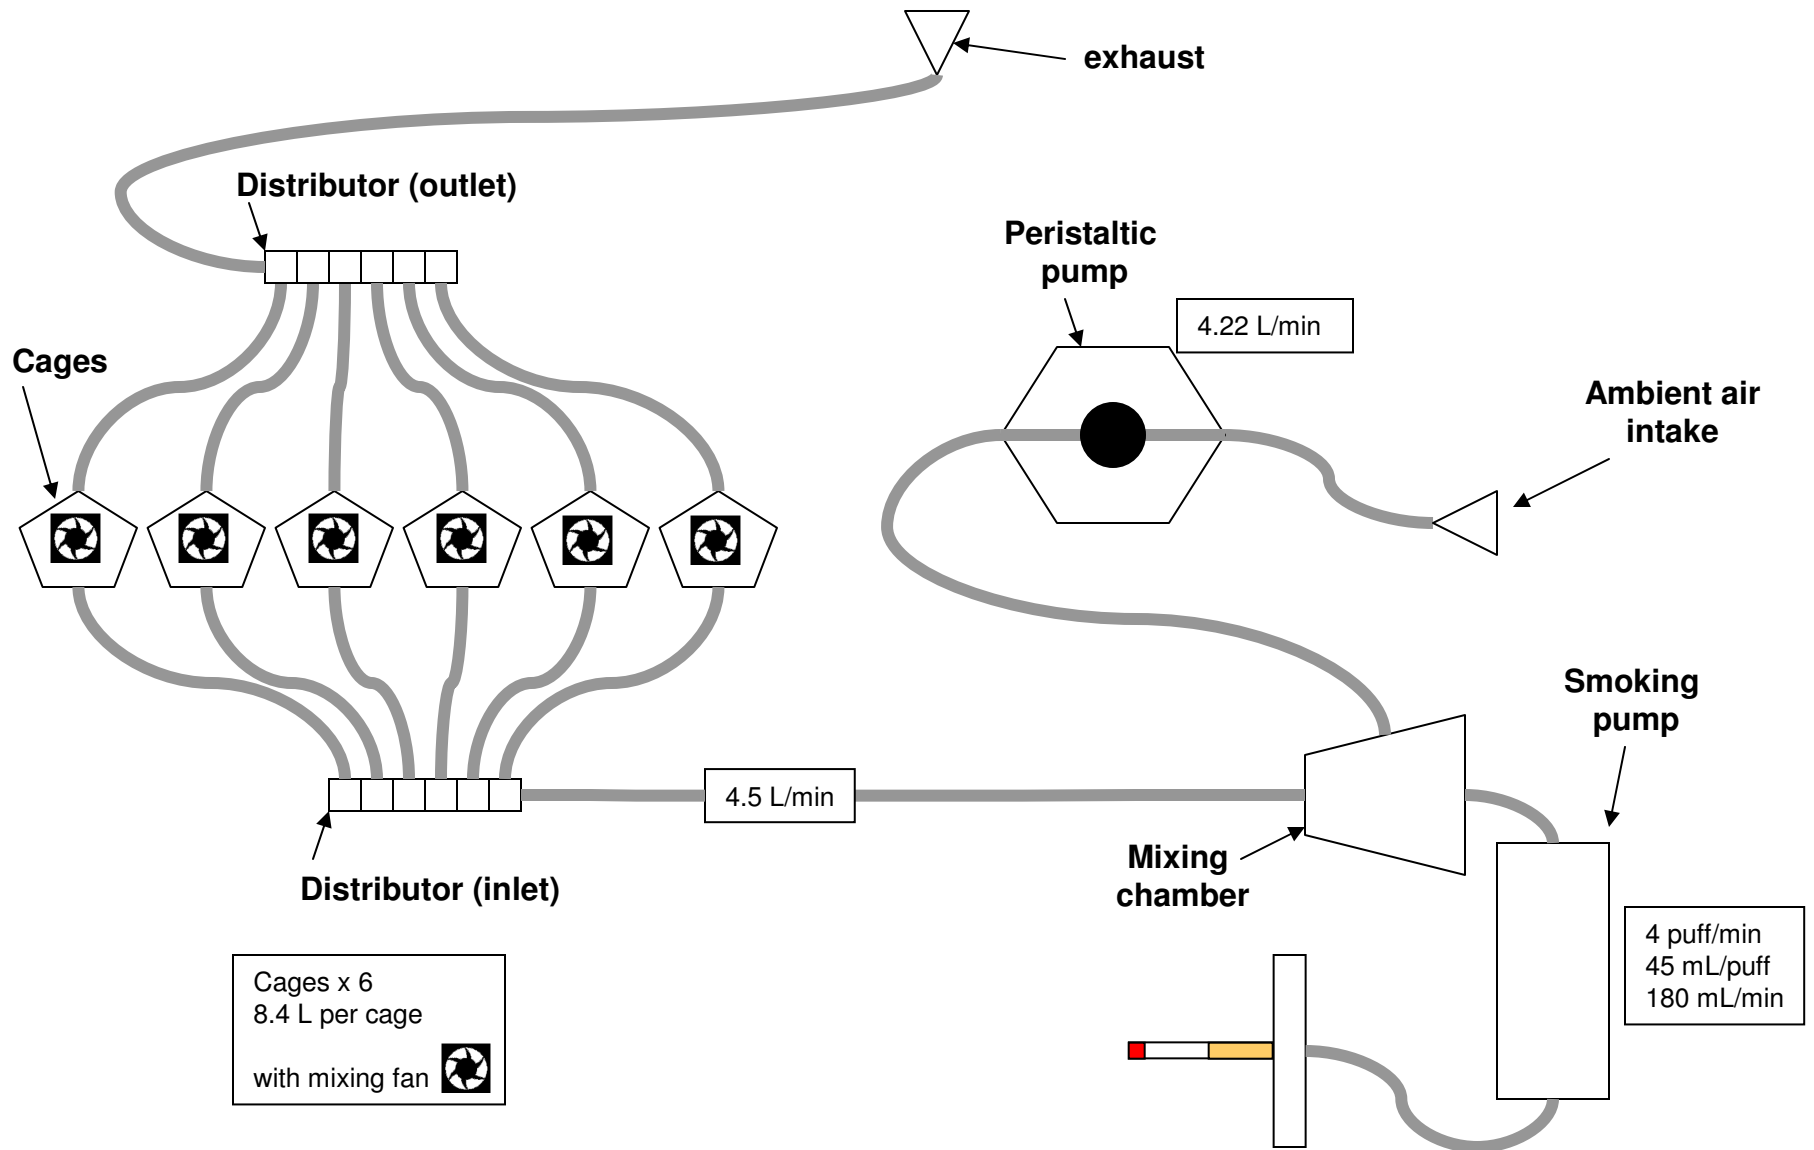 exhaust
Distributor (outlet)
Peristaltic
pump
4.22 L/min
Cages
Ambient air
intake
Smoking
pump
4.5 L/min
Mixing
chamber
Distributor (inlet)
4 puff/min
45 mL/puff
180 mL/min
Cages x 6
8.4 L per cage
with mixing fan